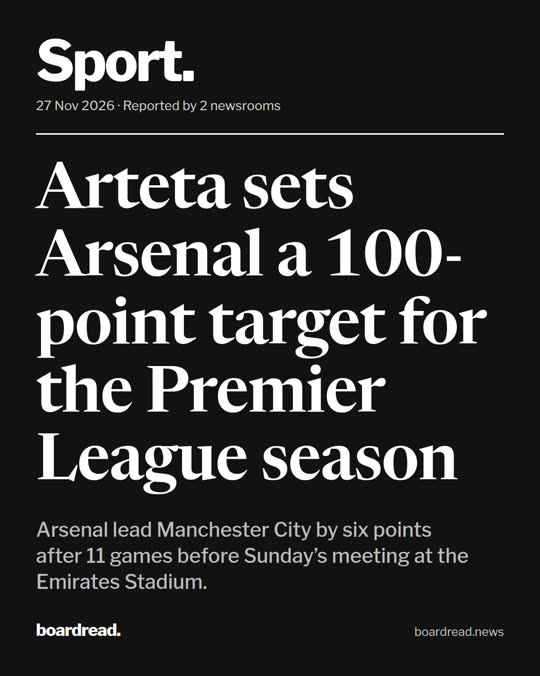 Sport.
27 Nov 2026 · Reported by 2 newsrooms
Arteta sets
Arsenal a 100-
point target for
the Premier
League season
Arsenal lead Manchester City by six points
after 11 games before Sunday’s meeting at the
Emirates Stadium.
boardread.
boardread.news